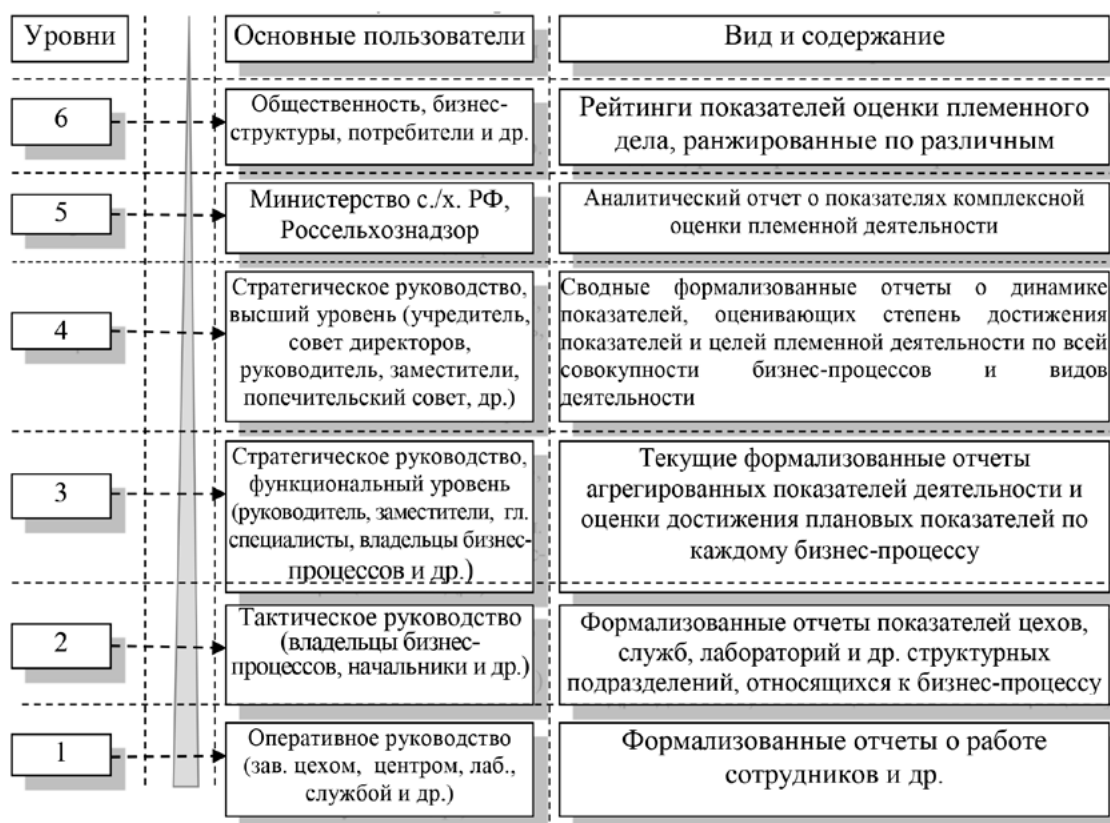 Уровни
Основные пользователи
Вид и содержание
6
Общественность, бизнес-
структуры, потребители и др.
Рейтинги показателей оценки племенного
дела, ранжированные по различным
5
Министерство с./х. РФ,
Россельхознадзор
Аналитический отчет о показателях комплексной
оценки племенной деятельности
4
Стратегическое руководство,
высший уровень (учредитель,
совет директоров,
руководитель, заместители,
попечительский совет, др.)
Сводные формализованные отчеты о динамике
показателей, оценивающих степень достижения
показателей и целей племенной деятельности по всей
совокупности бизнес-процессов и видов
деятельности
3
Стратегическое руководство,
функциональный уровень
(руководитель, заместители, гл.
специалисты, владельцы бизнес-
процессов и др.)
Текущие формализованные отчеты
агрегированных показателей деятельности и
оценки достижения плановых показателей по
каждому бизнес-процессу
2
Тактическое руководство
(владельцы бизнес-
процессов, начальники и др.)
Формализованные отчеты показателей цехов,
служб, лабораторий и др. структурных
подразделений, относящихся к бизнес-процессу
1
Оперативное руководство
(зав. цехом, центром, лаб.,
службой и др.)
Формализованные отчеты о работе
сотрудников и др.